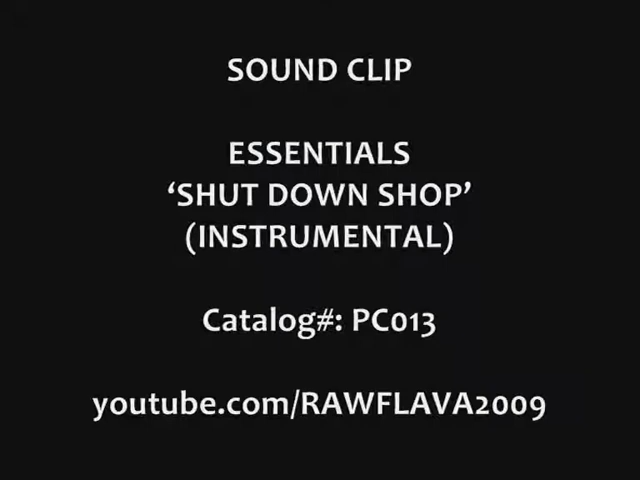 SOUND CLIP
ESSENTIALS
‘SHUT DOWN SHOP’
(INSTRUMENTAL)
Catalog#: PC013
youtube.com/RAWFLAVA2009